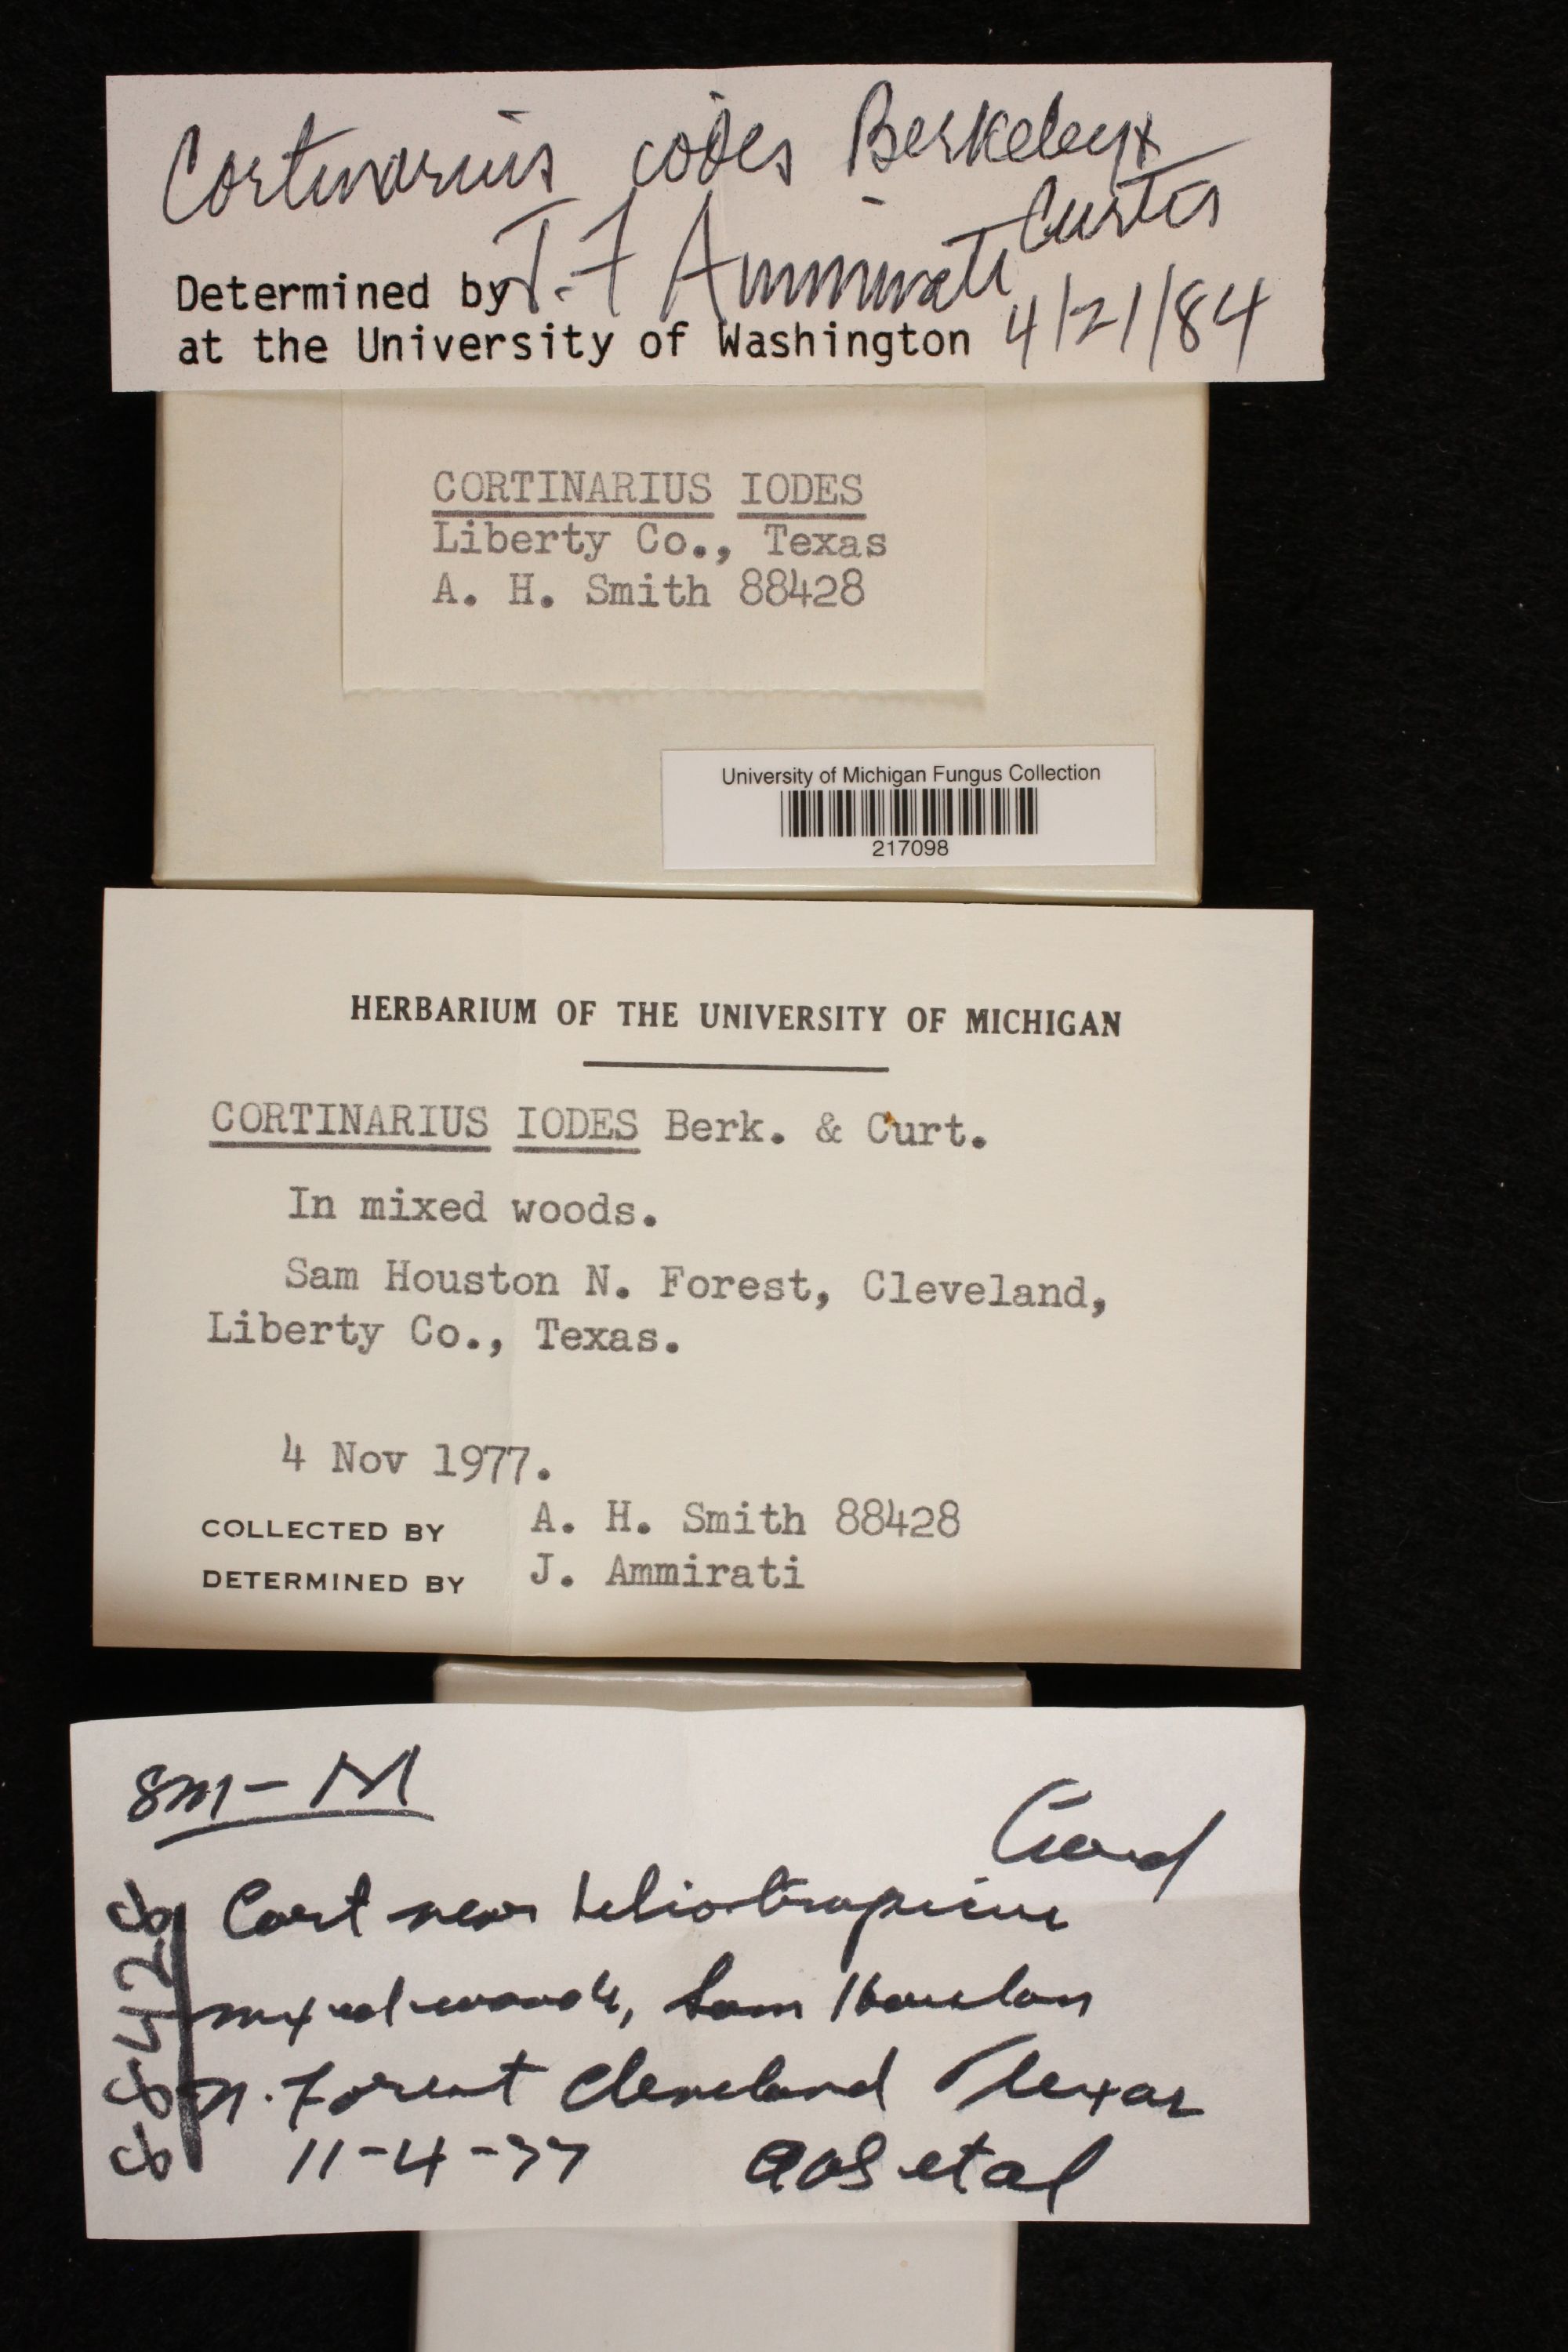 Cortinarius iodes Berkeley +
Curtis
Determined by J. F. Ammirati
at the University of Washington 4/21/84
CORTINARIUS IODES
Liberty Co., Texas
A. H. Smith 88428
University of Michigan Fungus Collection
217098
HERBARIUM OF THE UNIVERSITY OF MICHIGAN
CORTINARIUS IODES Berk. & Curt.
In mixed woods.
Sam Houston N. Forest, Cleveland,
Liberty Co., Texas.
4 Nov 1977.
COLLECTED BY A. H. Smith 88428
DETERMINED BY J. Ammirati
Cort near heliotropicus
mixed woods, Sam Houston
n. Forest Cleveland Texas
11-4-77 et al
88428